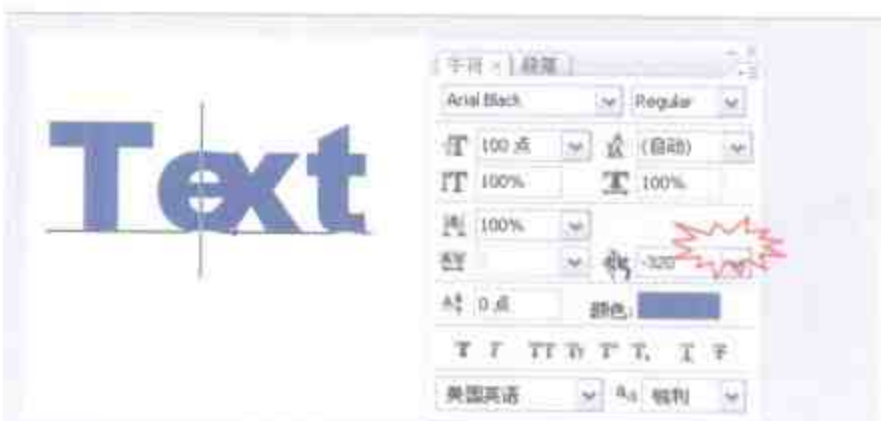 Text
字符 × 段落
Arial Black Regular
100 点 (自动)
100% 100%
100%
-320
0 点 颜色:
T T TT Tr T' T, T T
美国英语 aa 锐利